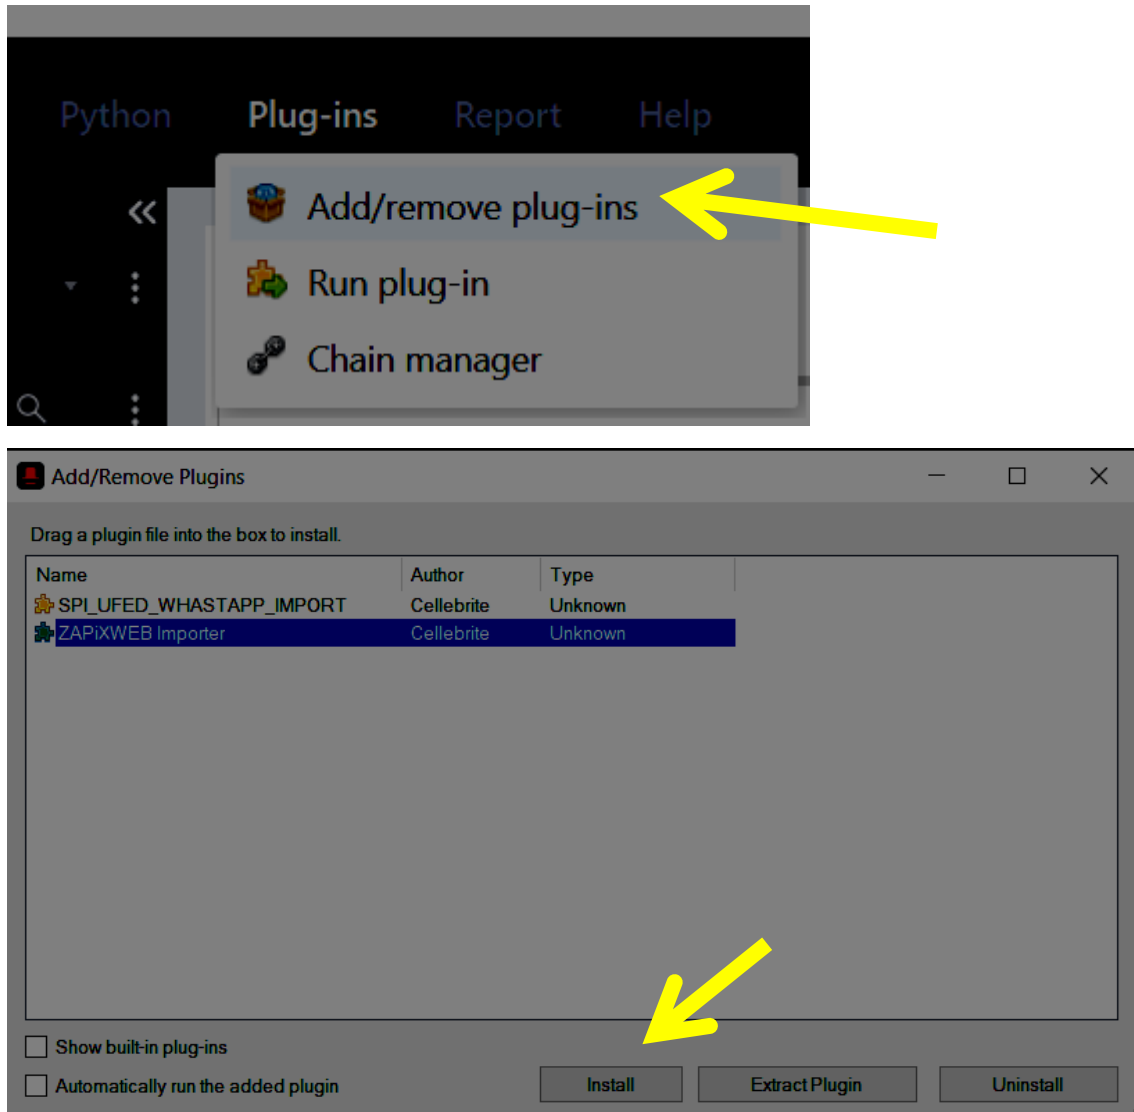 Python Plug-ins Report Help
Add/remove plug-ins
Run plug-in
Chain manager
Add/Remove Plugins
Drag a plugin file into the box to install.
Name Author Type
SPI_UFED_WHASTAPP_IMPORT Cellebrite Unknown
ZAPiXWEB Importer Cellebrite Unknown
Show built-in plug-ins
Automatically run the added plugin
Install Extract Plugin Uninstall